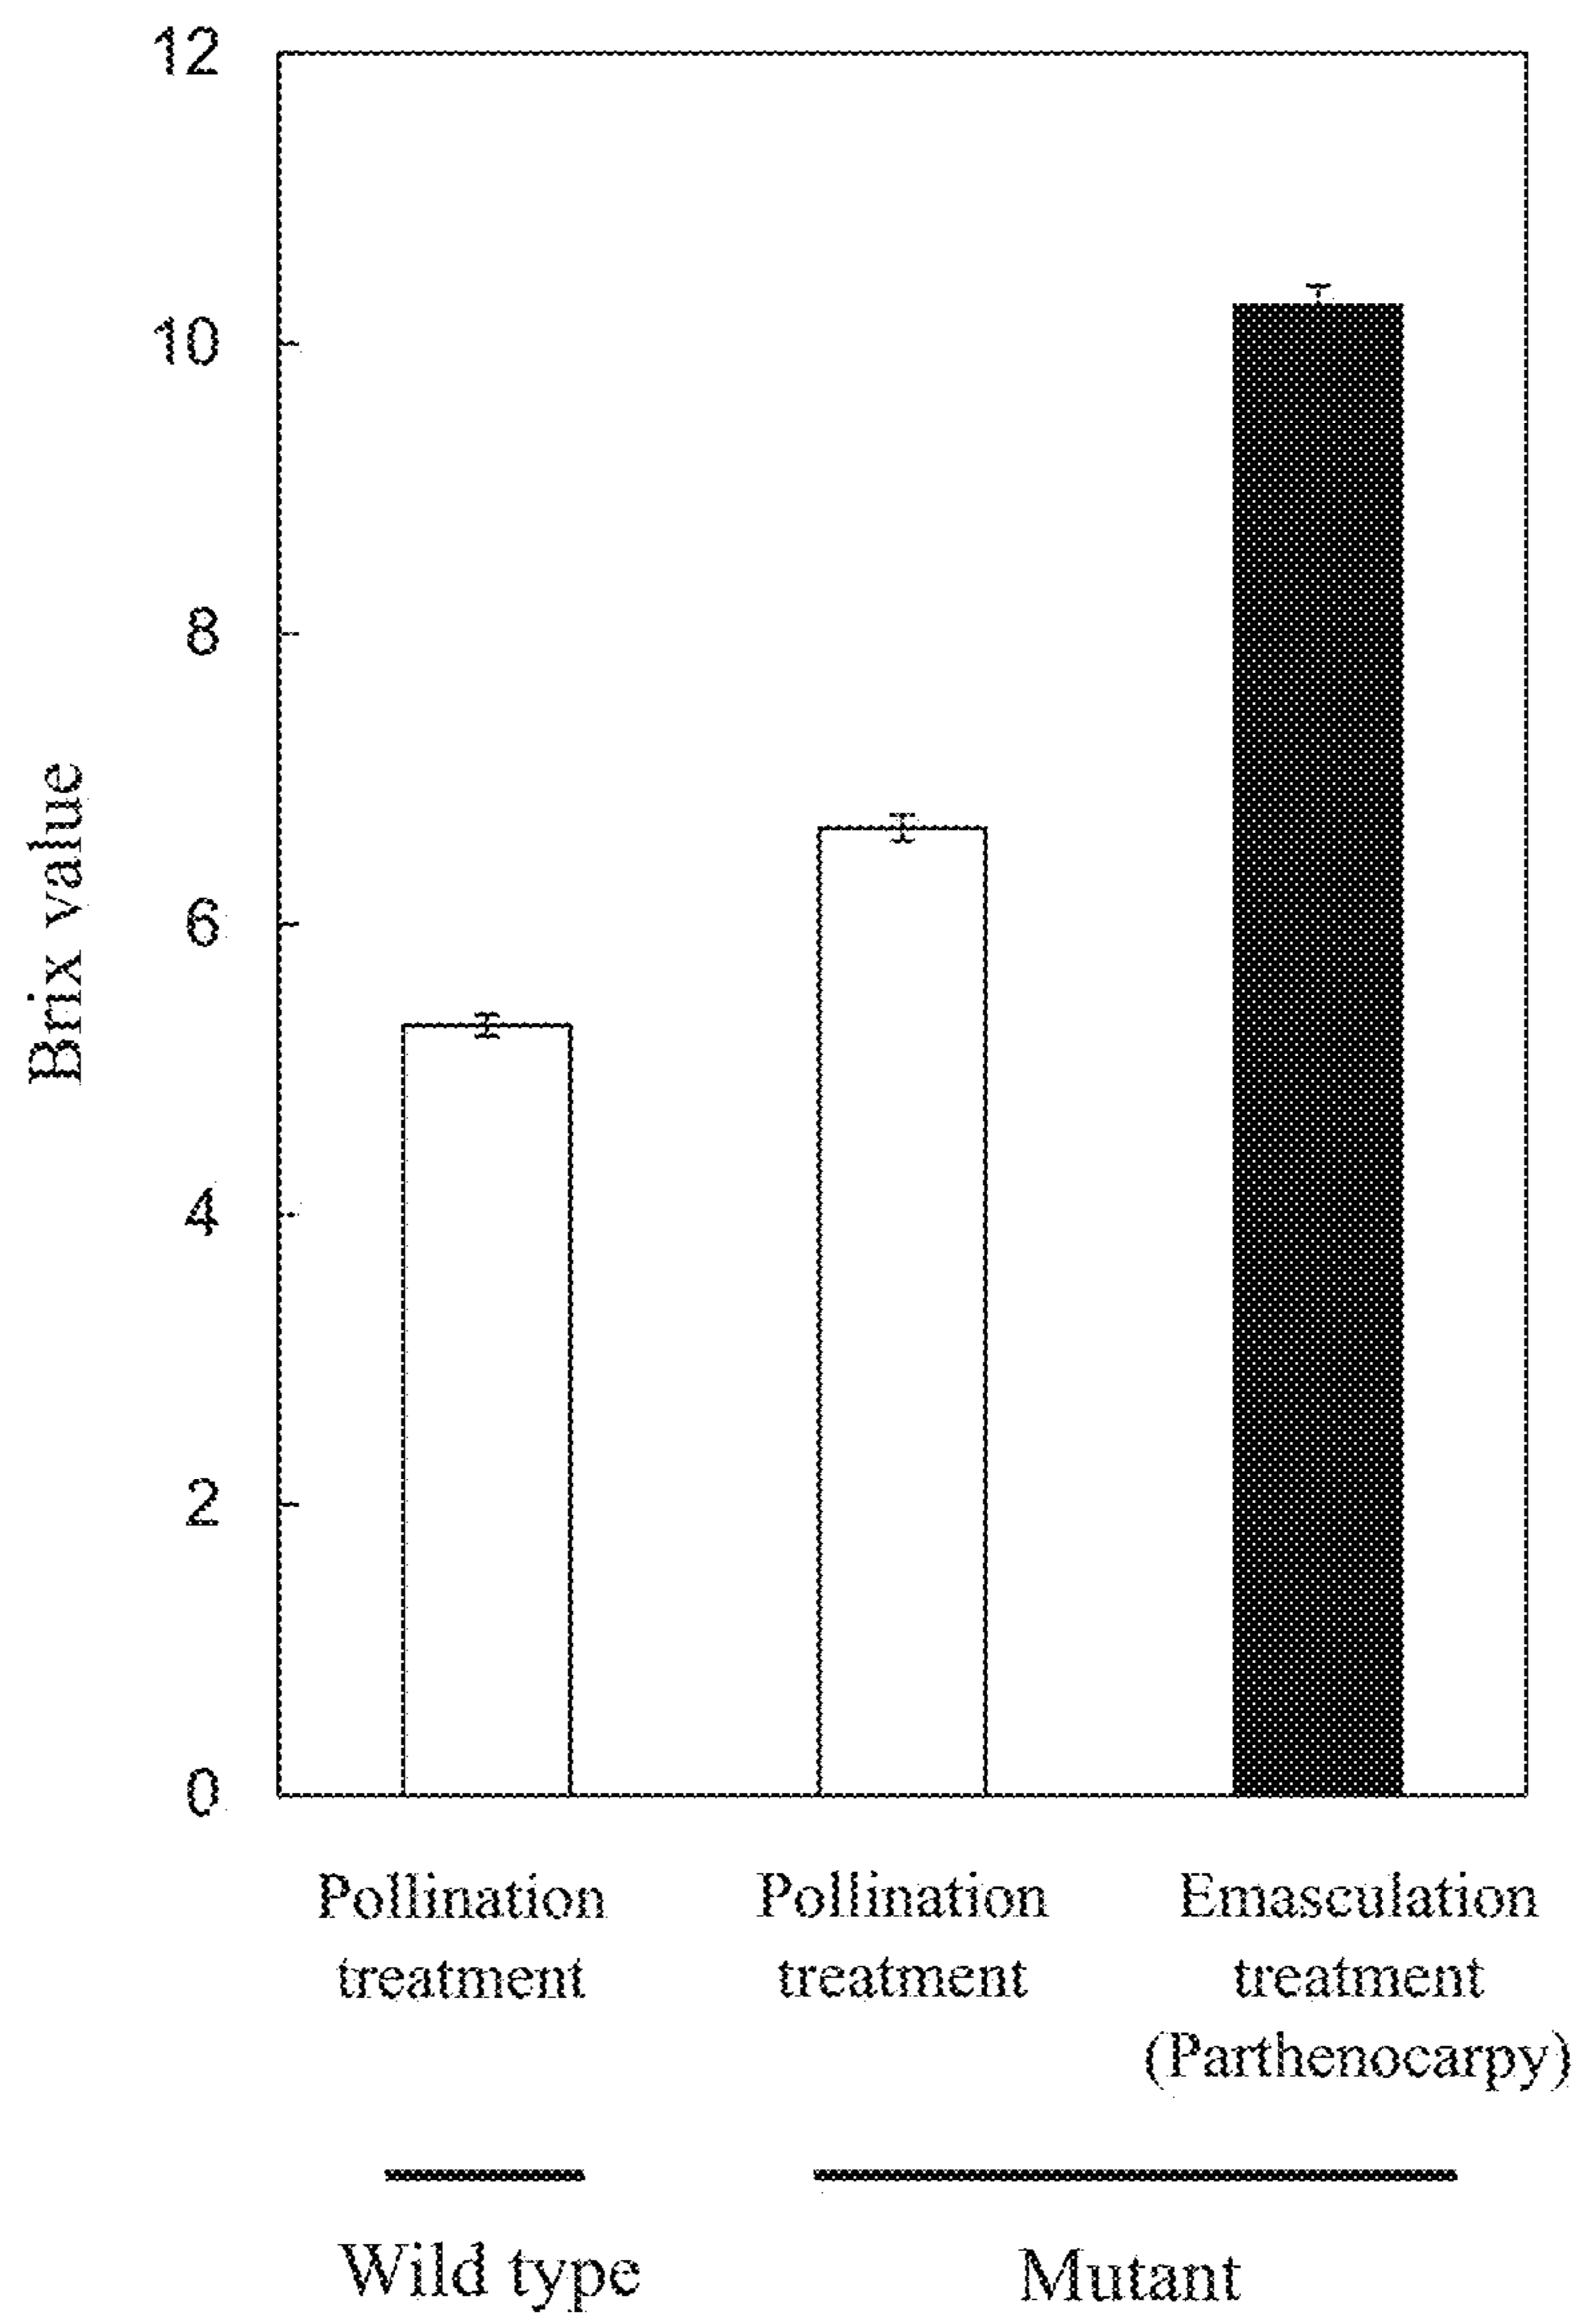 12
10
8
6
4
2
0
Brix value
Pollination
treatment
Pollination
treatment
Emasculation
treatment
(Parthenocarpy)
Wild type
Mutant